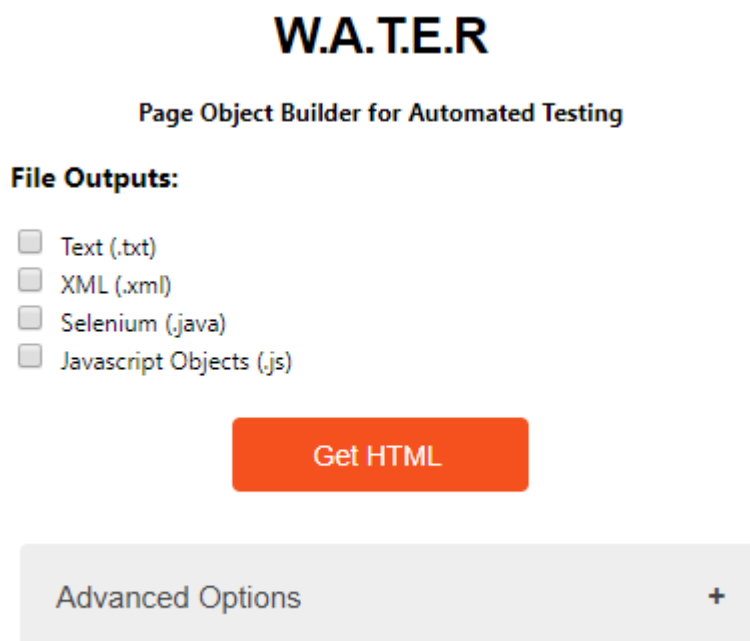 W.A.T.E.R
Page Object Builder for Automated Testing
File Outputs:
Text (.txt)
XML (.xml)
Selenium (.java)
Javascript Objects (.js)
Get HTML
Advanced Options +